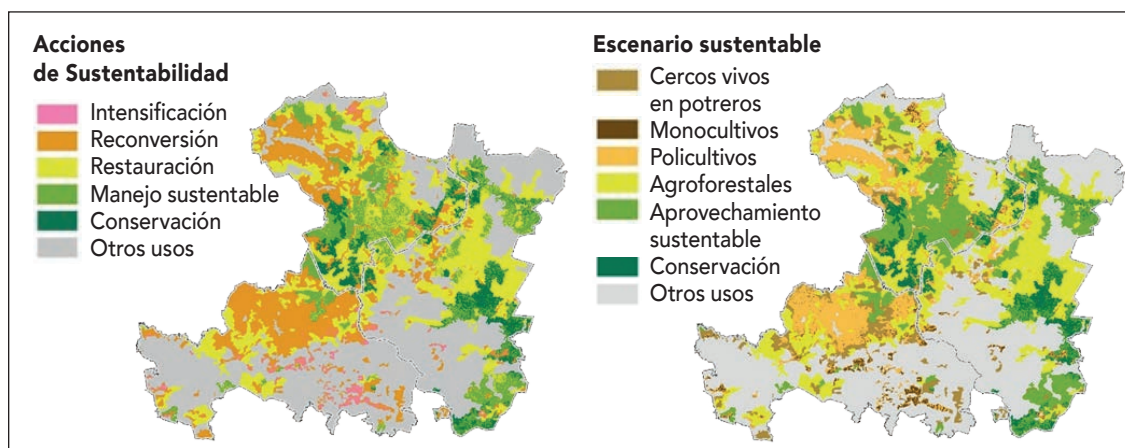 Acciones
de Sustentabilidad
Intensificación
Reconversión
Restauración
Manejo sustentable
Conservación
Otros usos
Escenario sustentable
Cercos vivos
en potreros
Monocultivos
Policultivos
Agroforestales
Aprovechamiento
sustentable
Conservación
Otros usos